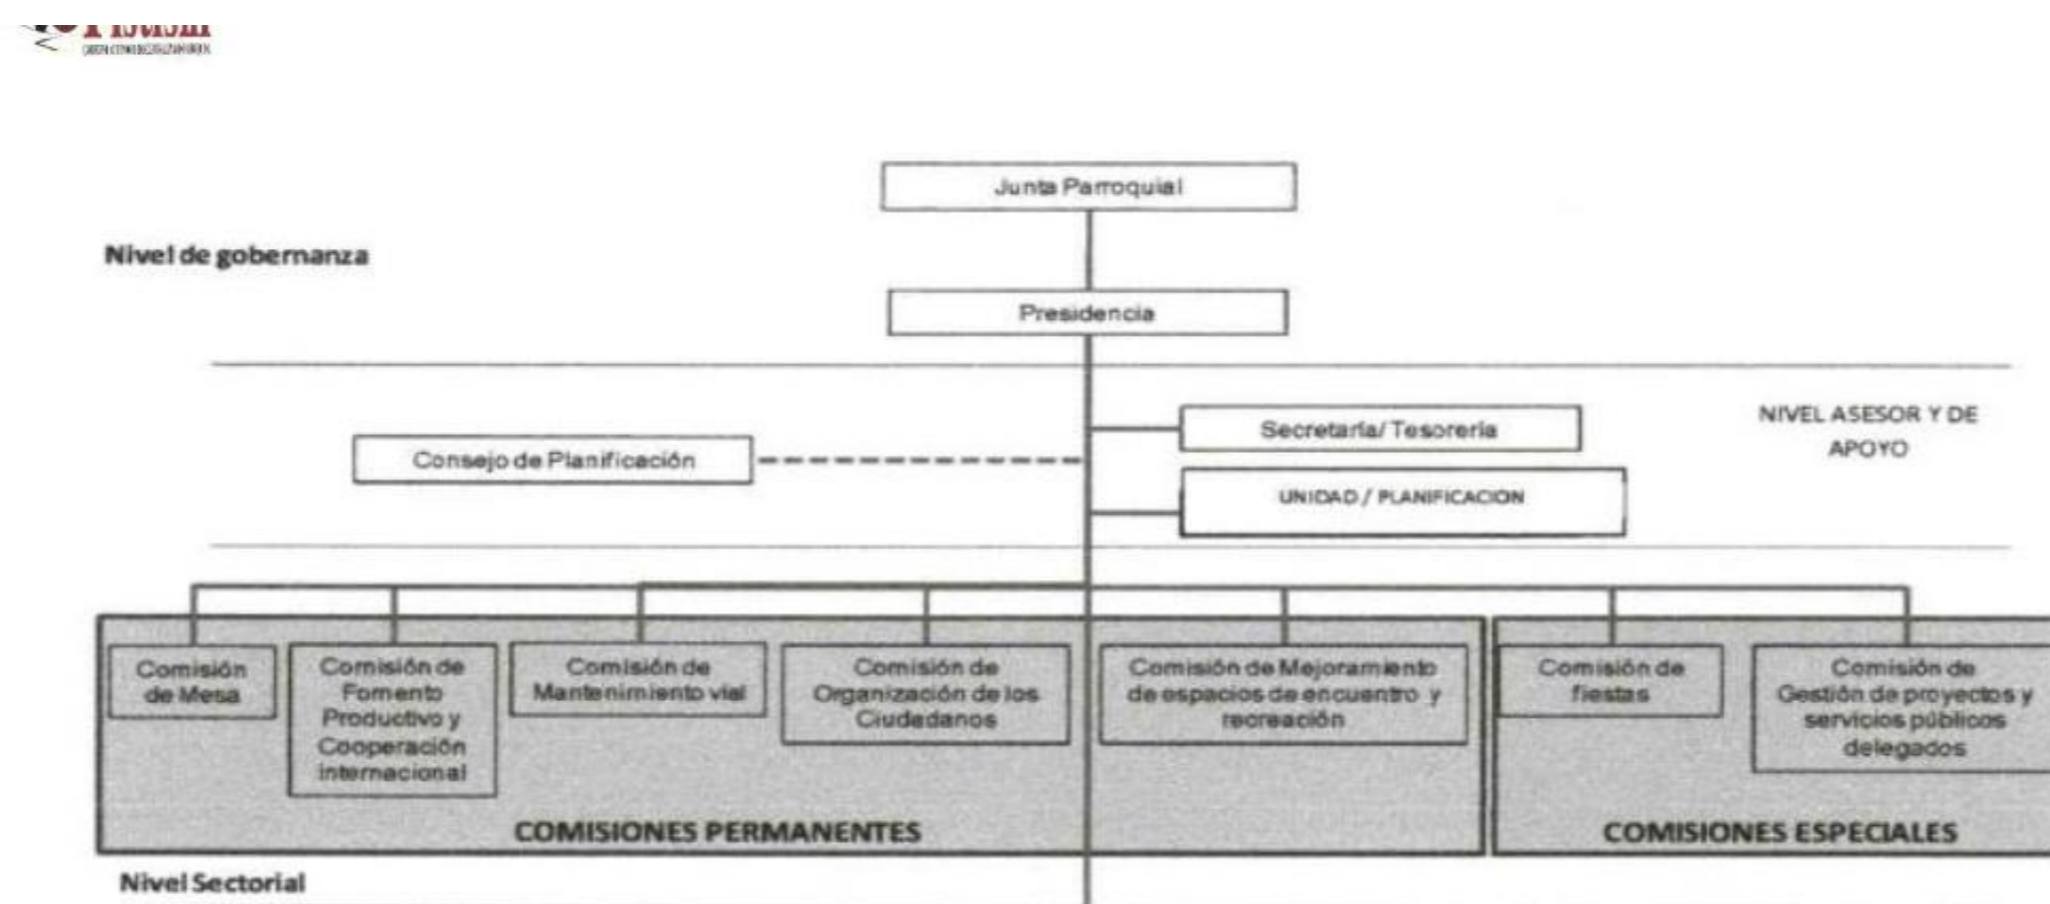 Junta Parroquial
Nivel de gobernanza
Presidencia
Secretaría/ Tesorería
NIVEL ASESOR Y DE
APOYO
Consejo de Planificación
UNIDAD / PLANIFICACION
Comisión
de Mesa
Comisión de
Fomento
Productivo y
Cooperación
internacional
Comisión de
Mantenimiento vial
Comisión de
Organización de los
Ciudadanos
Comisión de Mejoramiento
de espacios de encuentro y
recreación
Comisión de
fiestas
Comisión de
Gestión de proyectos y
servicios públicos
delegados
COMISIONES PERMANENTES
COMISIONES ESPECIALES
Nivel Sectorial